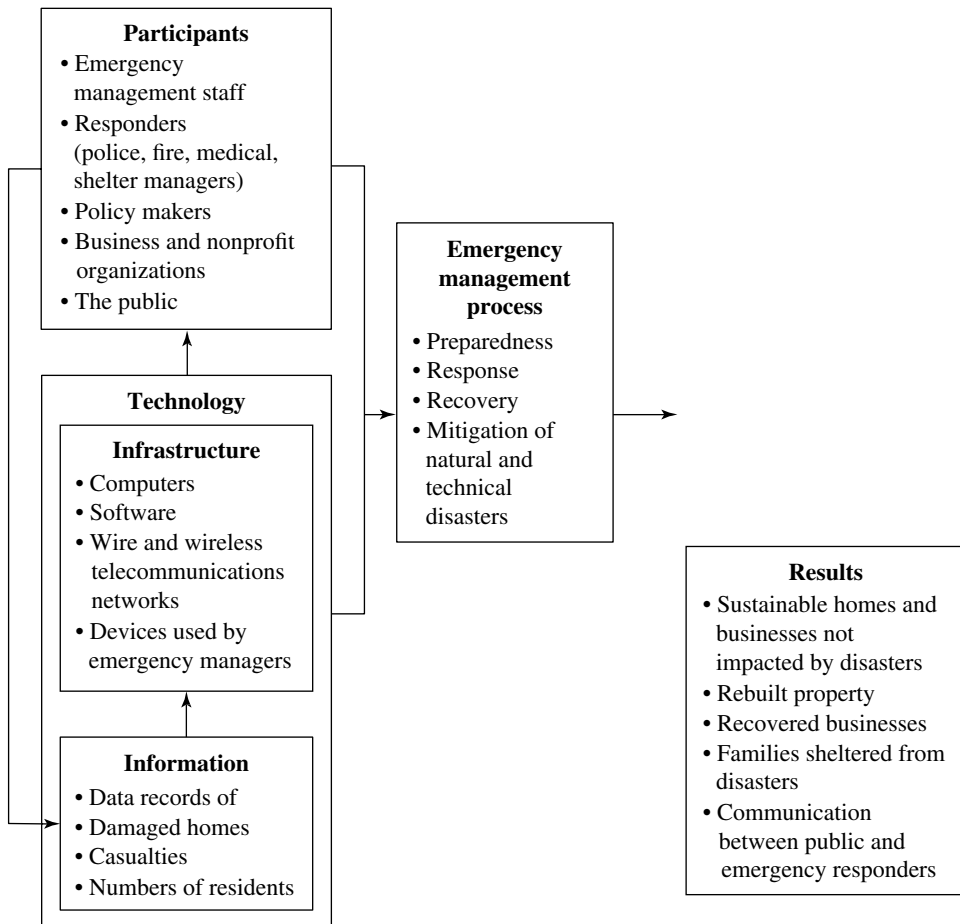 Participants
• Emergency
management staff
• Responders
(police, fire, medical,
shelter managers)
• Policy makers
• Business and nonprofit
organizations
• The public
Technology
Infrastructure
• Computers
• Software
• Wire and wireless
telecommunications
networks
• Devices used by
emergency managers
Information
• Data records of
• Damaged homes
• Casualties
• Numbers of residents
Emergency
management
process
• Preparedness
• Response
• Recovery
• Mitigation of
natural and
technical
disasters
Results
• Sustainable homes and
businesses not
impacted by disasters
• Rebuilt property
• Recovered businesses
• Families sheltered from
disasters
• Communication
between public and
emergency responders